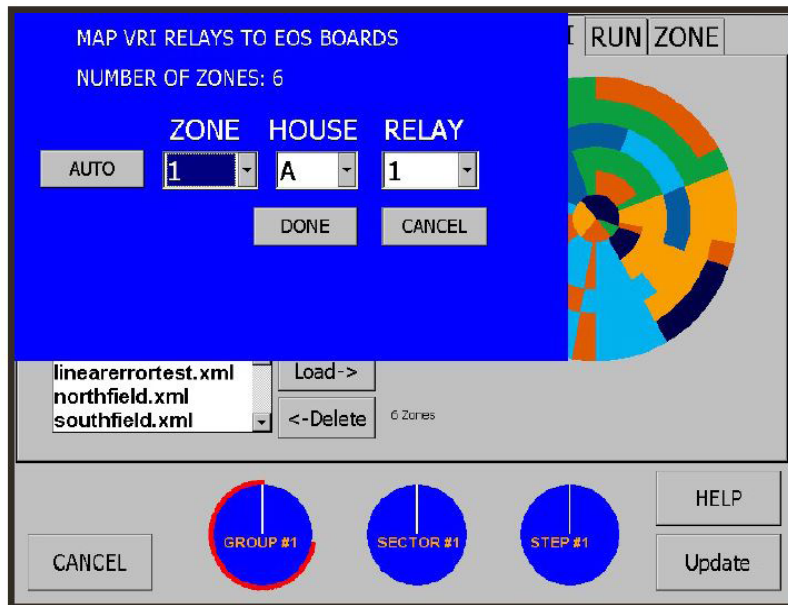 MAP VRI RELAYS TO EOS BOARDS
RUN ZONE
NUMBER OF ZONES: 6
ZONE HOUSE RELAY
AUTO 1 A 1
DONE CANCEL
linearerrortest.xml
northfield.xml
southfield.xml
Load->
<-Delete
6 Zones
GROUP #1
SECTOR #1
STEP #1
HELP
CANCEL
Update